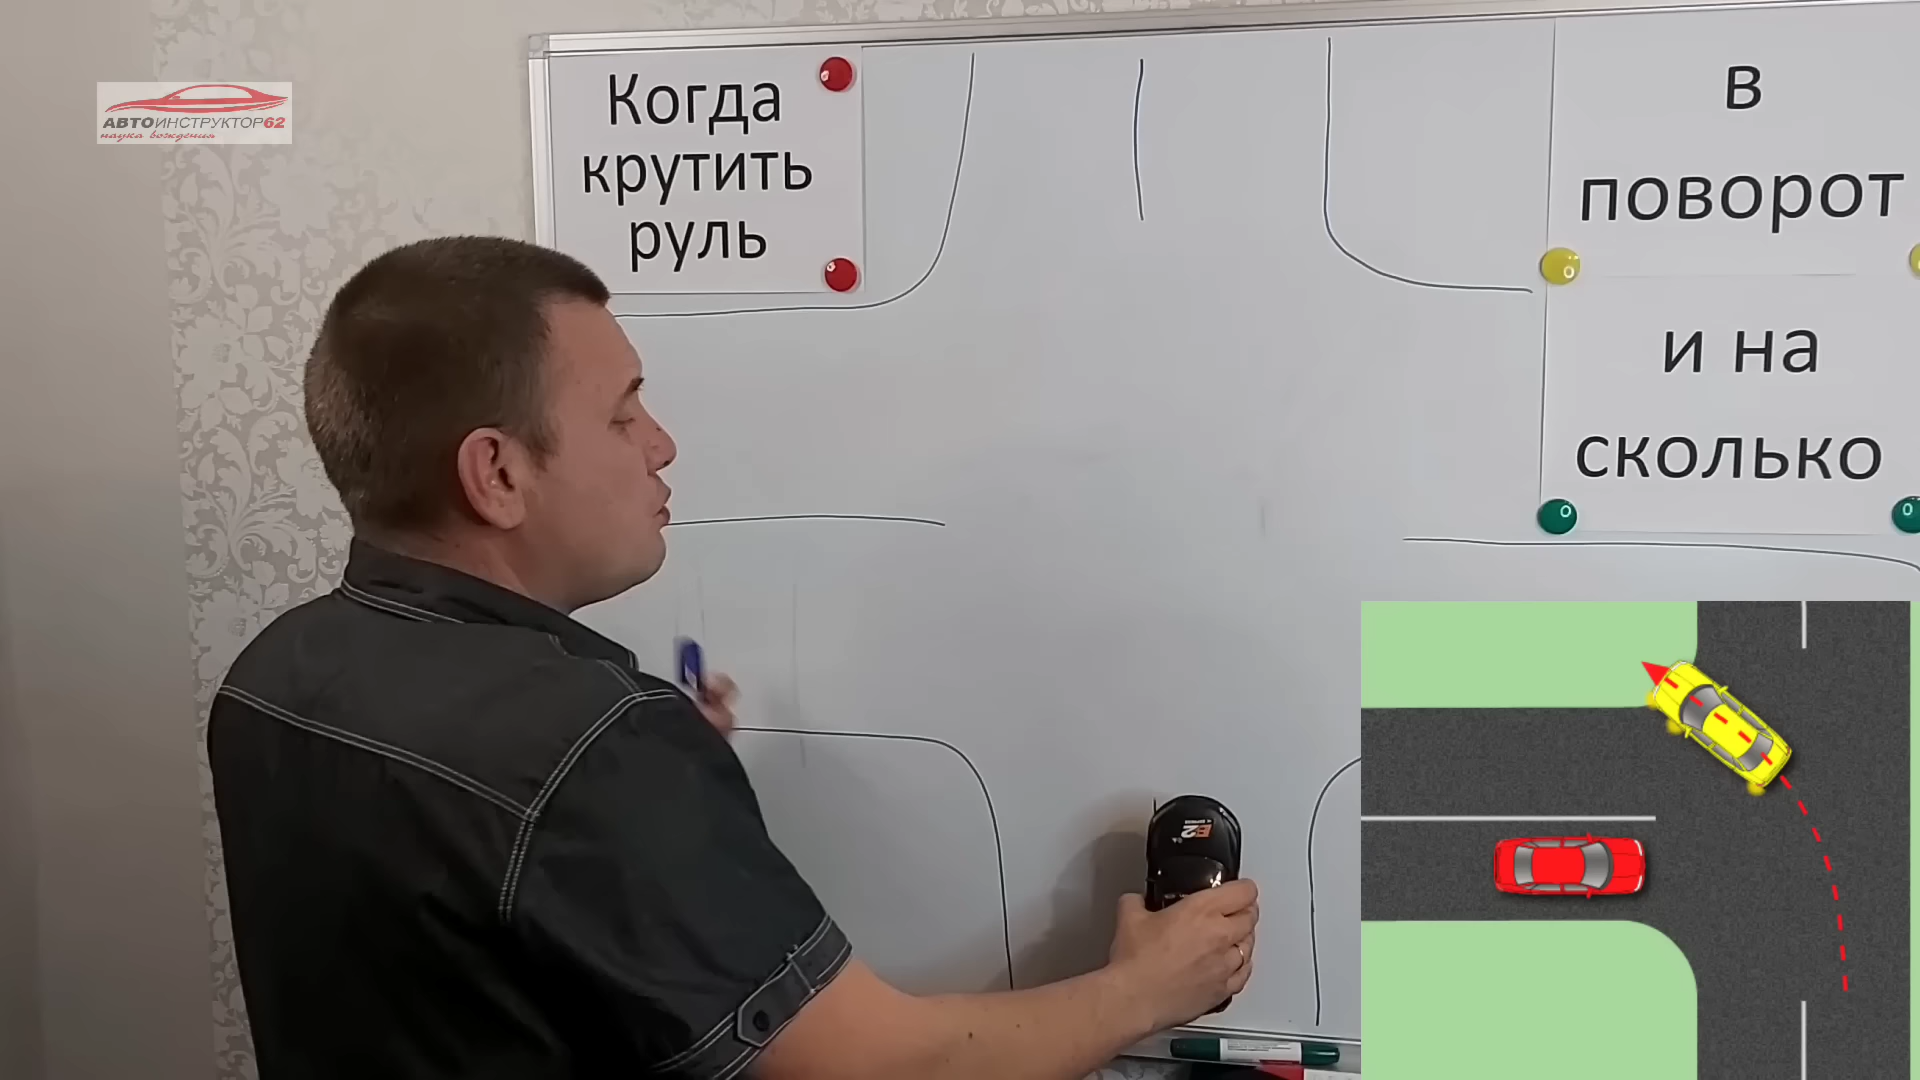 АВТОИНСТРУКТОР62
наука вождения
Когда
крутить
руль
в
поворот
и на
сколько